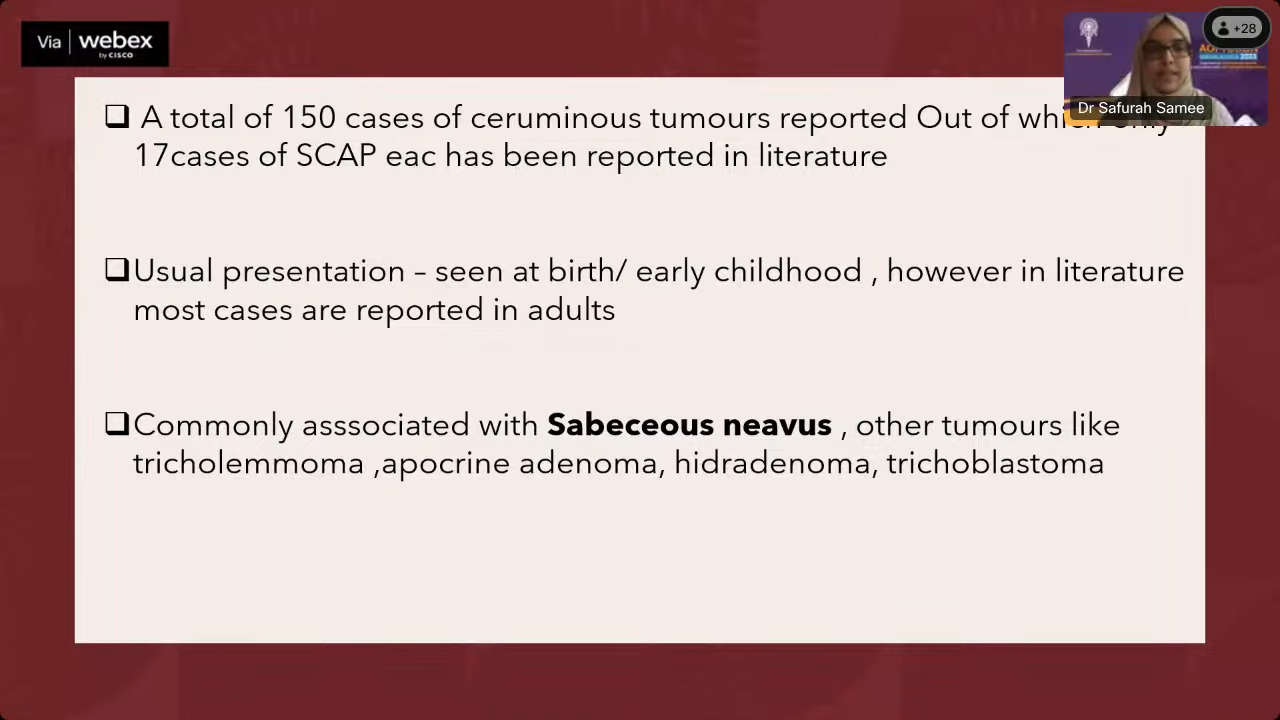 Via webex
by CISCO
+28
Dr Safurah Samee
A total of 150 cases of ceruminous tumours reported Out of which only
17cases of SCAP eac has been reported in literature
Usual presentation – seen at birth/ early childhood , however in literature
most cases are reported in adults
Commonly asssociated with Sabeceous neavus , other tumours like
tricholemmoma ,apocrine adenoma, hidradenoma, trichoblastoma